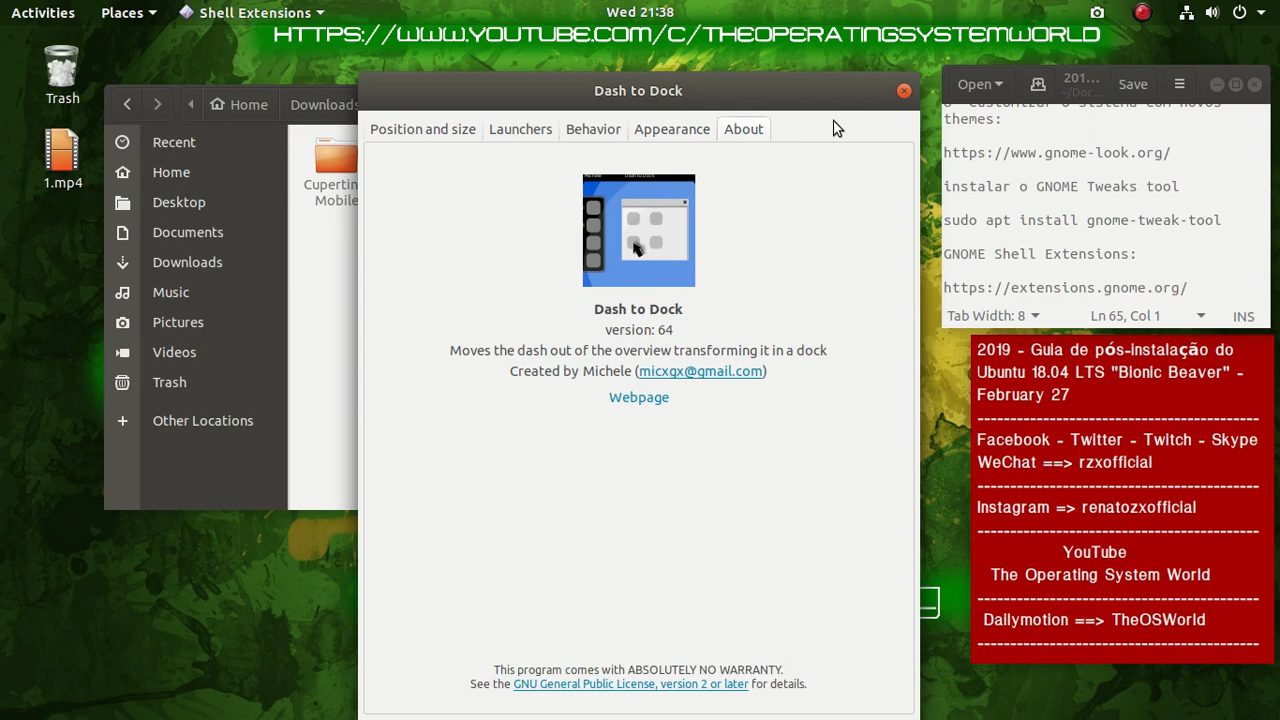 Activities
Places
Shell Extensions
Wed 21:38
HTTPS://WWW.YOUTUBE.COM/C/THEOPERATINGSYSTEMWORLD
Trash
1.mp4
Home
Downloads
Recent
Home
Desktop
Documents
Downloads
Music
Pictures
Videos
Trash
Other Locations
Cupertin
Mobile
Dash to Dock
Position and size
Launchers
Behavior
Appearance
About
Dash to Dock
version: 64
Moves the dash out of the overview transforming it in a dock
Created by Michele (micxgx@gmail.com)
Webpage
This program comes with ABSOLUTELY NO WARRANTY.
See the GNU General Public License, version 2 or later for details.
Open
201...
~/Doc...
Save
themes:
https://www.gnome-look.org/
instalar o GNOME Tweaks tool
sudo apt install gnome-tweak-tool
GNOME Shell Extensions:
https://extensions.gnome.org/
Tab Width: 8
Ln 65, Col 1
INS
2019 - Guia de pós-Instalação do
Ubuntu 18.04 LTS "Bionic Beaver" -
February 27
Facebook - Twitter - Twitch - Skype
WeChat ==> rzxofficial
Instagram => renatozxofficial
YouTube
The Operating System World
Dailymotion ==> TheOSWorld